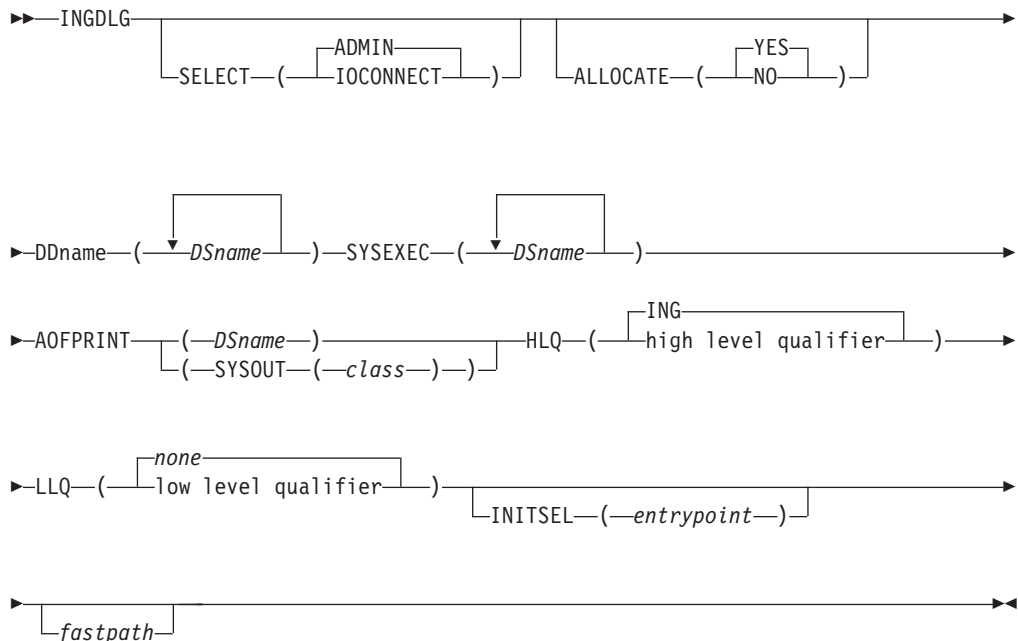 INGDLG
ADMIN YES
SELECT ( IOCONNECT ) ALLOCATE ( NO )
DDname ( DSname ) SYSEXEC ( DSname )
ING
AOFPRINT ( DSname ) HLQ ( high level qualifier )
( SYSOUT ( class ) )
none
LLQ ( low level qualifier )
INITSEL ( entrypoint )
fastpath